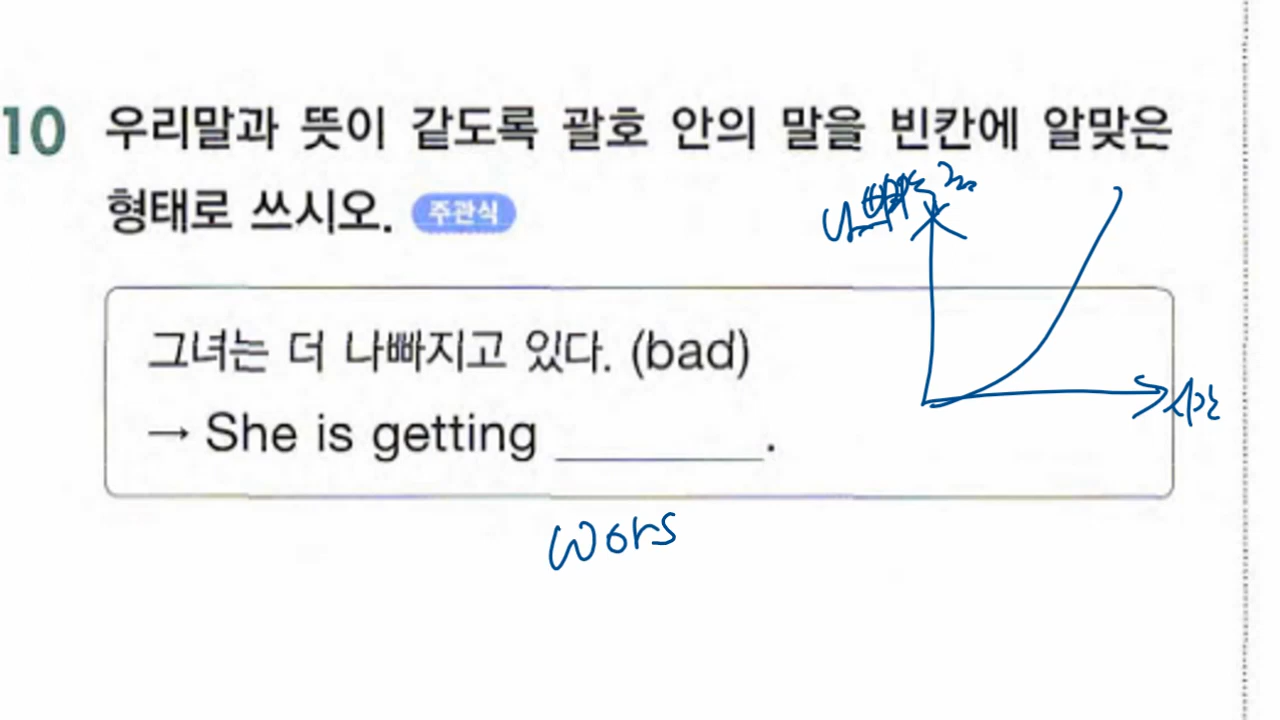 10 우리말과 뜻이 같도록 괄호 안의 말을 빈칸에 알맞은
형태로 쓰시오. 주관식
그녀는 더 나빠지고 있다. (bad)
→ She is getting ________.
시간
wors